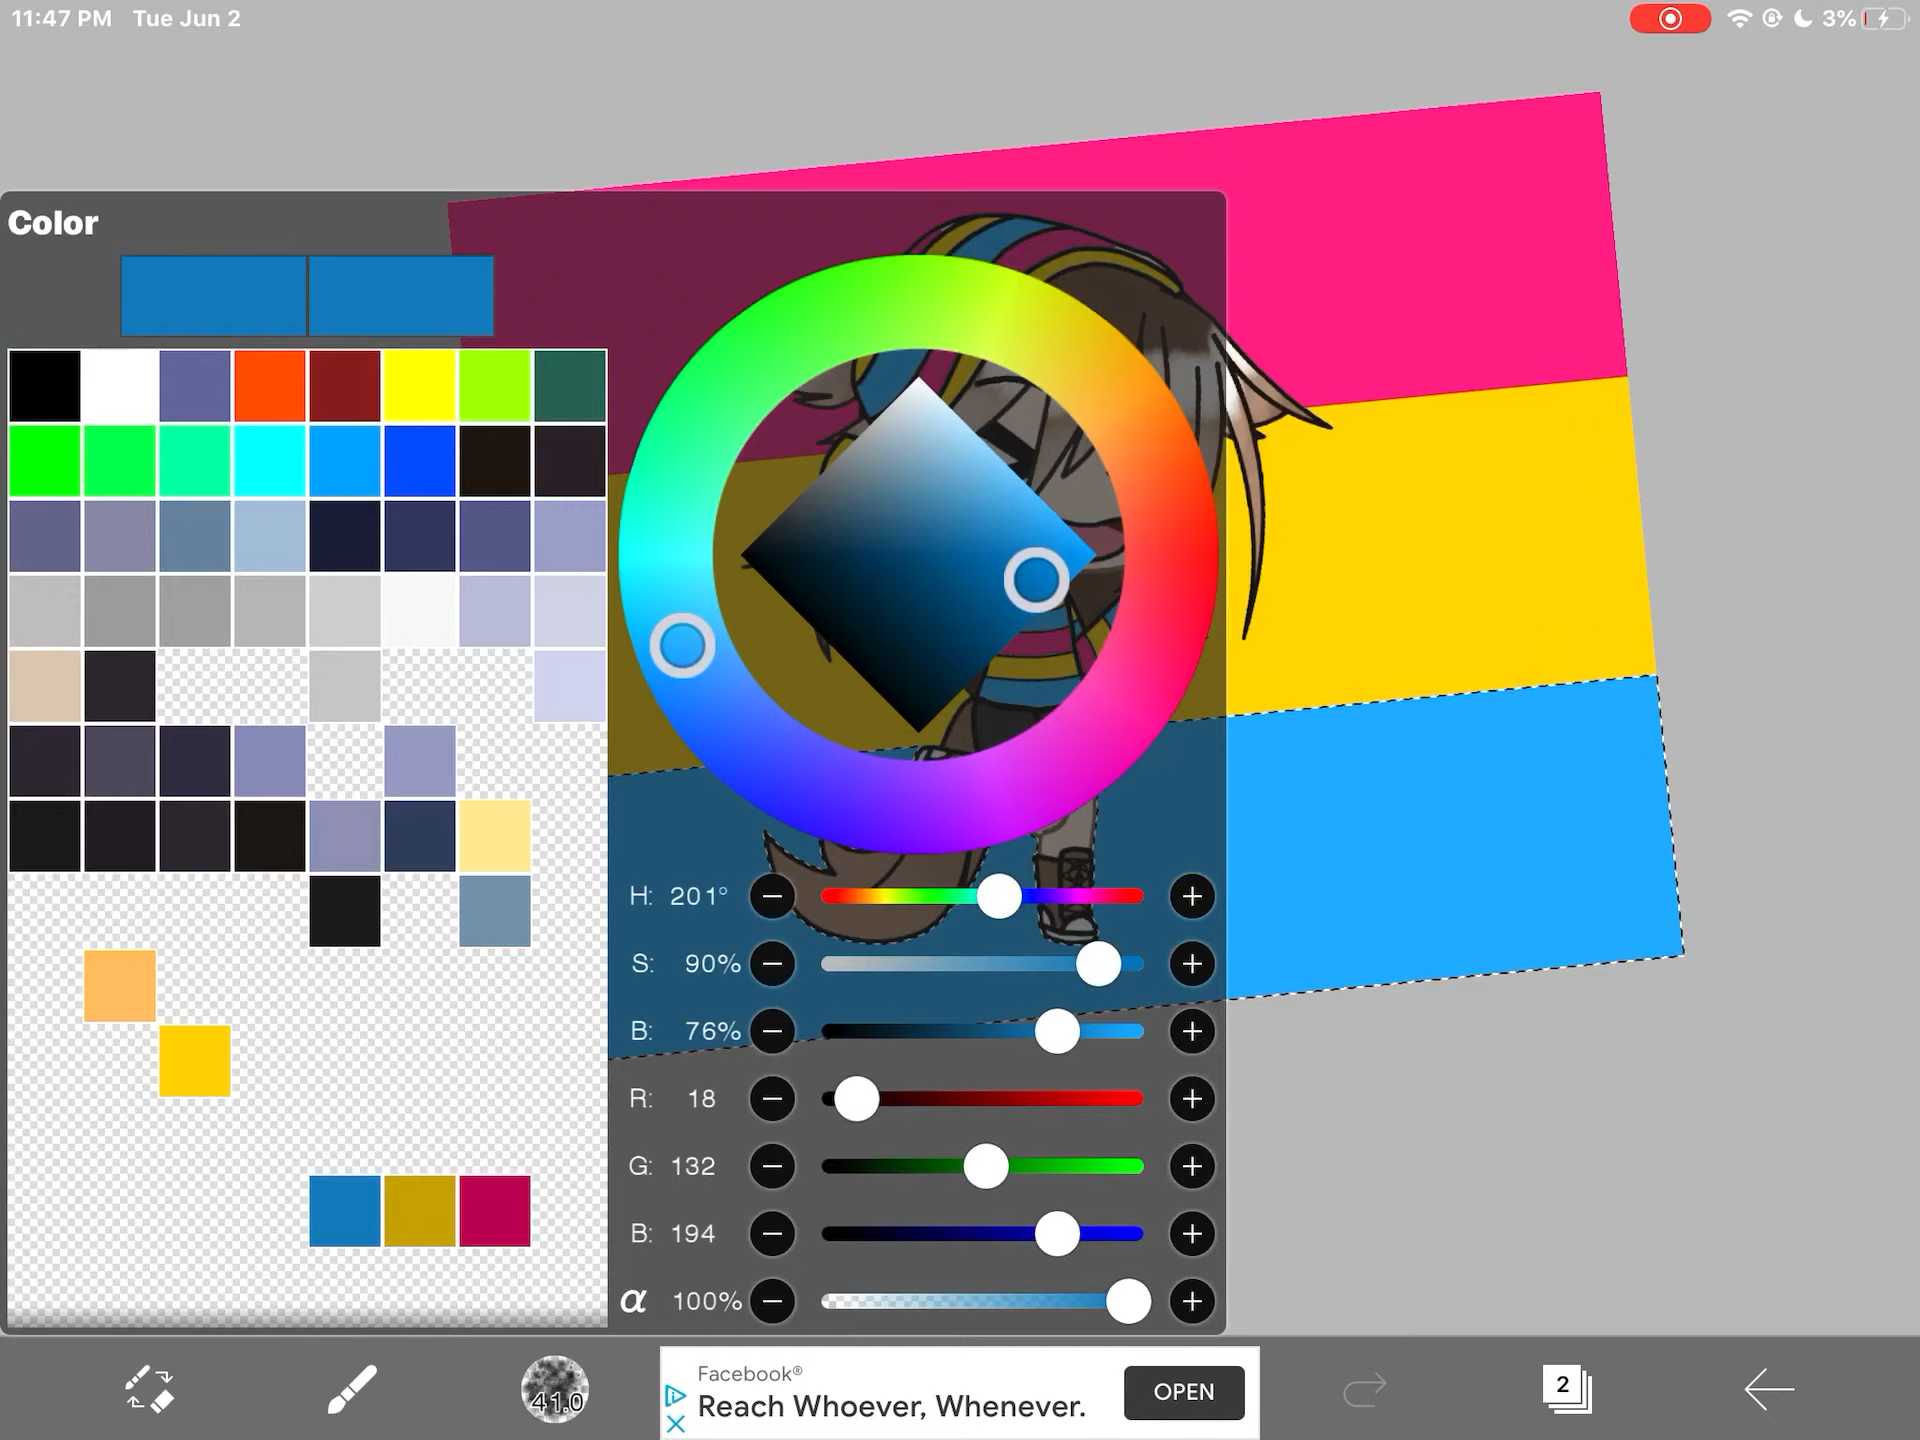 11:47 PM Tue Jun 2
3%
Color
H: 201°
S: 90%
B: 76%
R: 18
G: 132
B: 194
α 100%
41.0
Facebook®
Reach Whoever, Whenever.
OPEN
2